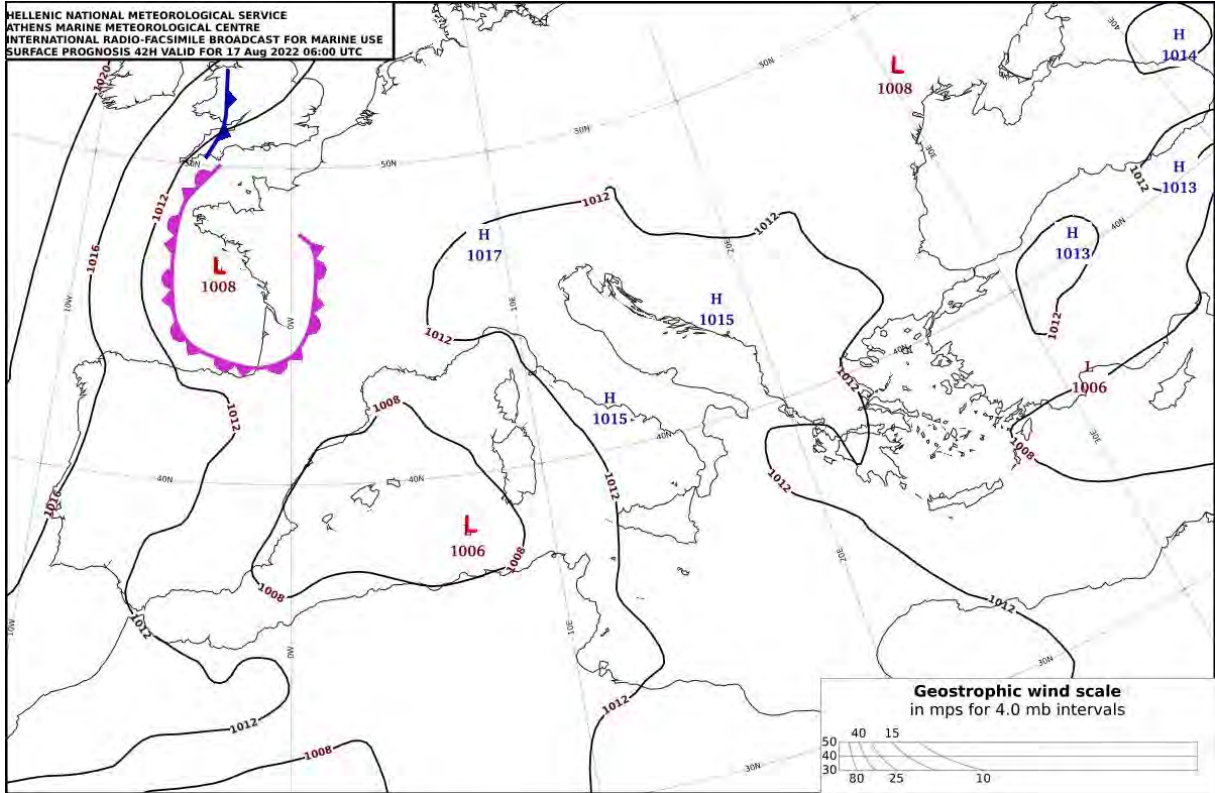 HELLENIC NATIONAL METEOROLOGICAL SERVICE
ATHENS MARINE METEOROLOGICAL CENTRE
INTERNATIONAL RADIO-FACSIMILE BROADCAST FOR MARINE USE
SURFACE PROGNOSIS 42H VALID FOR 17 Aug 2022 06:00 UTC
1020
40E
H
1014
L
1008
50N
50N
50N
50N
30E
1012
1012
1012
1012
H
1013
40N
H
1017
H
1013
20E
1016
L
1008
10W
10E
0W
H
1015
1012
1012
40N
1012
L
1006
H
1015
1008
1012
40N
30E
1008
40N
1012
1012
1016
L
1006
1008
20E
1008
1012
1012
10W
10E
0W
30N
1012
1012
1008
30N
Geostrophic wind scale
in mps for 4.0 mb intervals
40 15
50
40
30
80 25 10